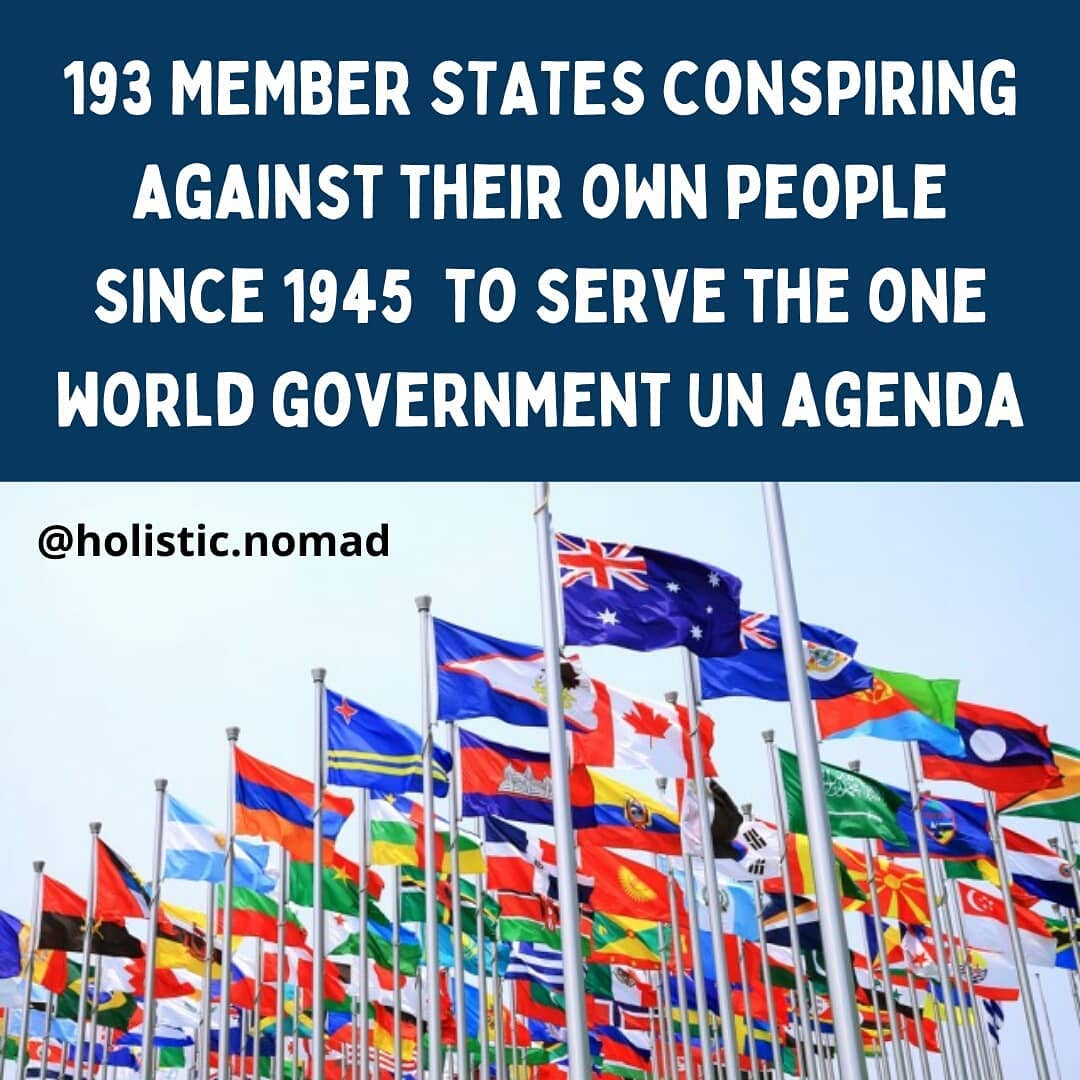 193 MEMBER STATES CONSPIRING
AGAINST THEIR OWN PEOPLE
SINCE 1945 TO SERVE THE ONE
WORLD GOVERNMENT UN AGENDA
@holistic.nomad